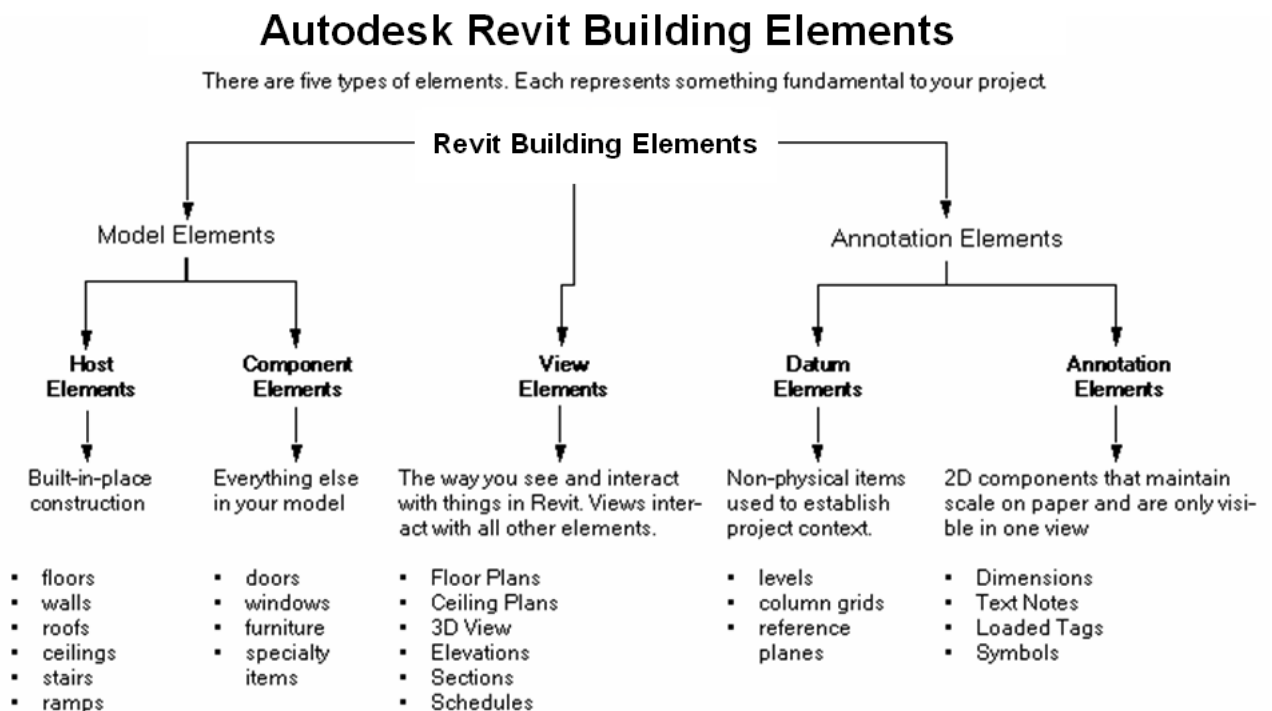 Autodesk Revit Building Elements
There are five types of elements. Each represents something fundamental to your project
Revit Building Elements
Model Elements
Annotation Elements
Host
Elements
Component
Elements
View
Elements
Datum
Elements
Annotation
Elements
Built-in-place
construction
Everything else
in your model
The way you see and interact
with things in Revit. Views inter-
act with all other elements.
Non-physical items
used to establish
project context.
2D components that maintain
scale on paper and are only visi-
ble in one view
▪ floors
▪ walls
▪ roofs
▪ ceilings
▪ stairs
▪ ramps
▪ doors
▪ windows
▪ furniture
▪ specialty
items
▪ Floor Plans
▪ Ceiling Plans
▪ 3D View
▪ Elevations
▪ Sections
▪ Schedules
▪ levels
▪ column grids
▪ reference
planes
▪ Dimensions
▪ Text Notes
▪ Loaded Tags
▪ Symbols